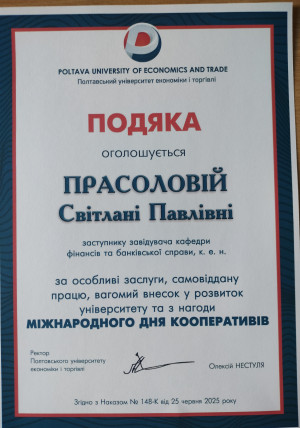 POLTAVA UNIVERSITY OF ECONOMICS AND TRADE
Полтавський університет економіки і торгівлі
ПОДЯКА
оголошується
ПРАСОЛОВІЙ
Світлані Павлівні
заступнику завідувача кафедри
фінансів та банківської справи, к. е. н.
за особливі заслуги, самовіддану
працю, вагомий внесок у розвиток
університету та з нагоди
МІЖНАРОДНОГО ДНЯ КООПЕРАТИВІВ
Ректор
Полтавського університету
економіки і торгівлі
Олексій НЕСТУЛЯ
Згідно з Наказом № 148-К від 25 червня 2025 року